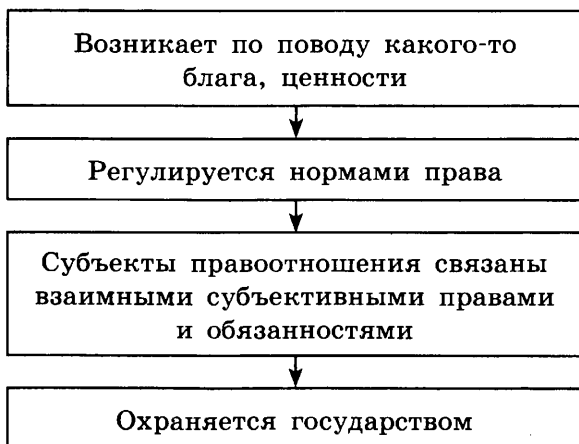 Возникает по поводу какого-то
блага, ценности
Регулируется нормами права
Субъекты правоотношения связаны
взаимными субъективными правами
и обязанностями
Охраняется государством